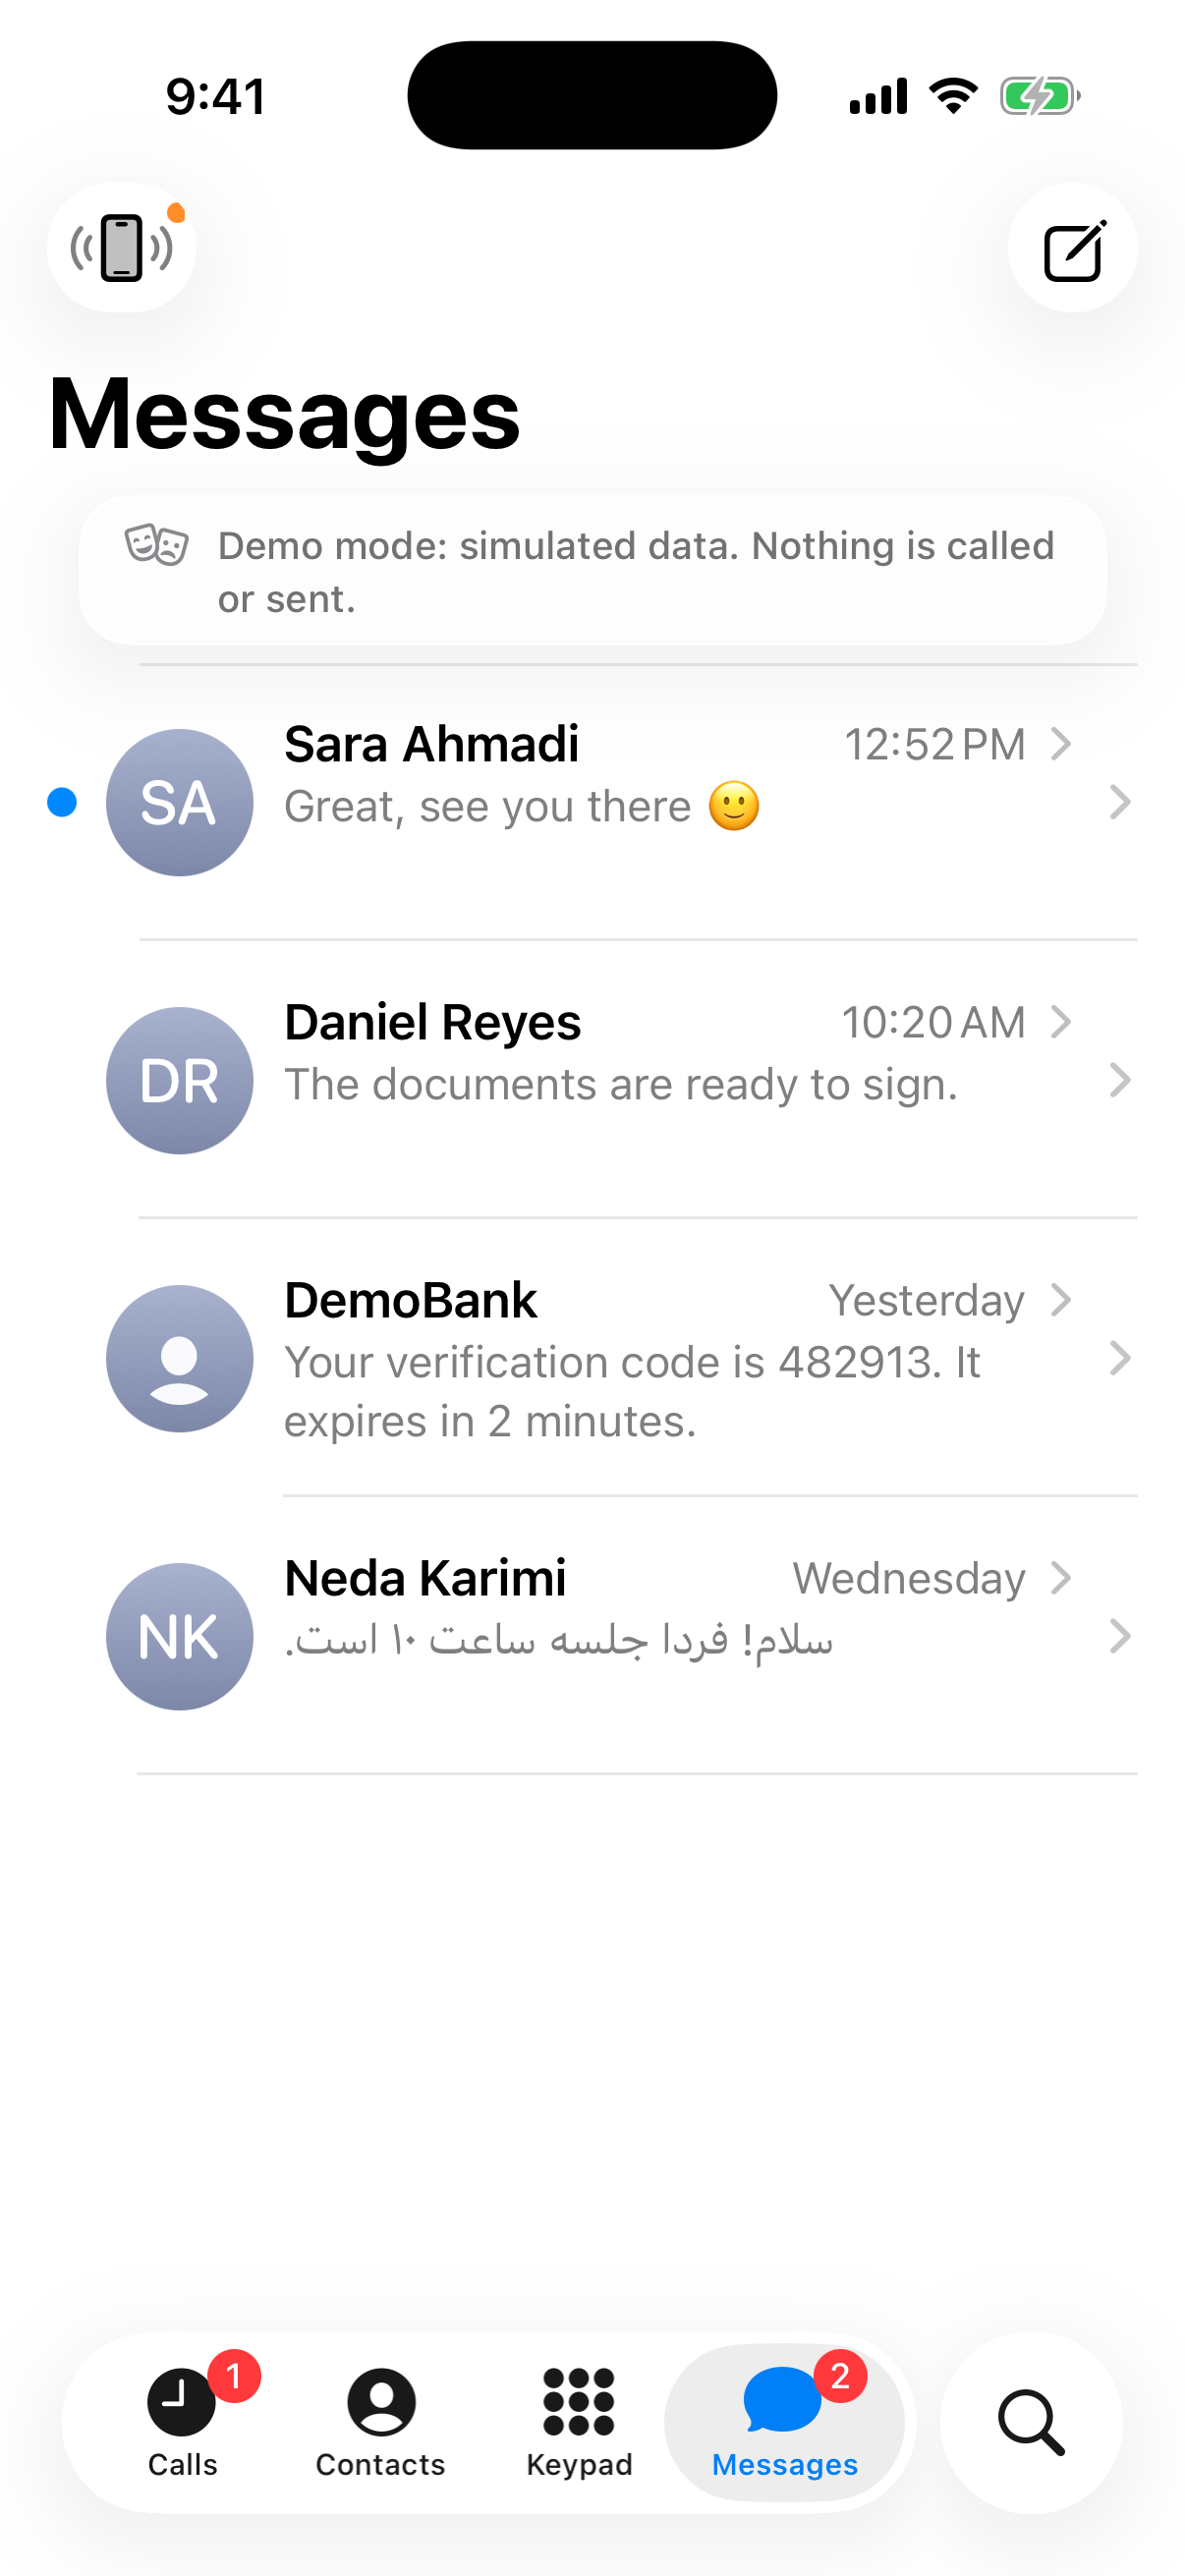 9:41
Messages
Demo mode: simulated data. Nothing is called
or sent.
SA
Sara Ahmadi
12:52 PM
Great, see you there 🙂
DR
Daniel Reyes
10:20 AM
The documents are ready to sign.
DemoBank
Yesterday
Your verification code is 482913. It
expires in 2 minutes.
NK
Neda Karimi
Wednesday
سلام! فردا جلسه ساعت ۱۰ است.
1
2
Calls
Contacts
Keypad
Messages